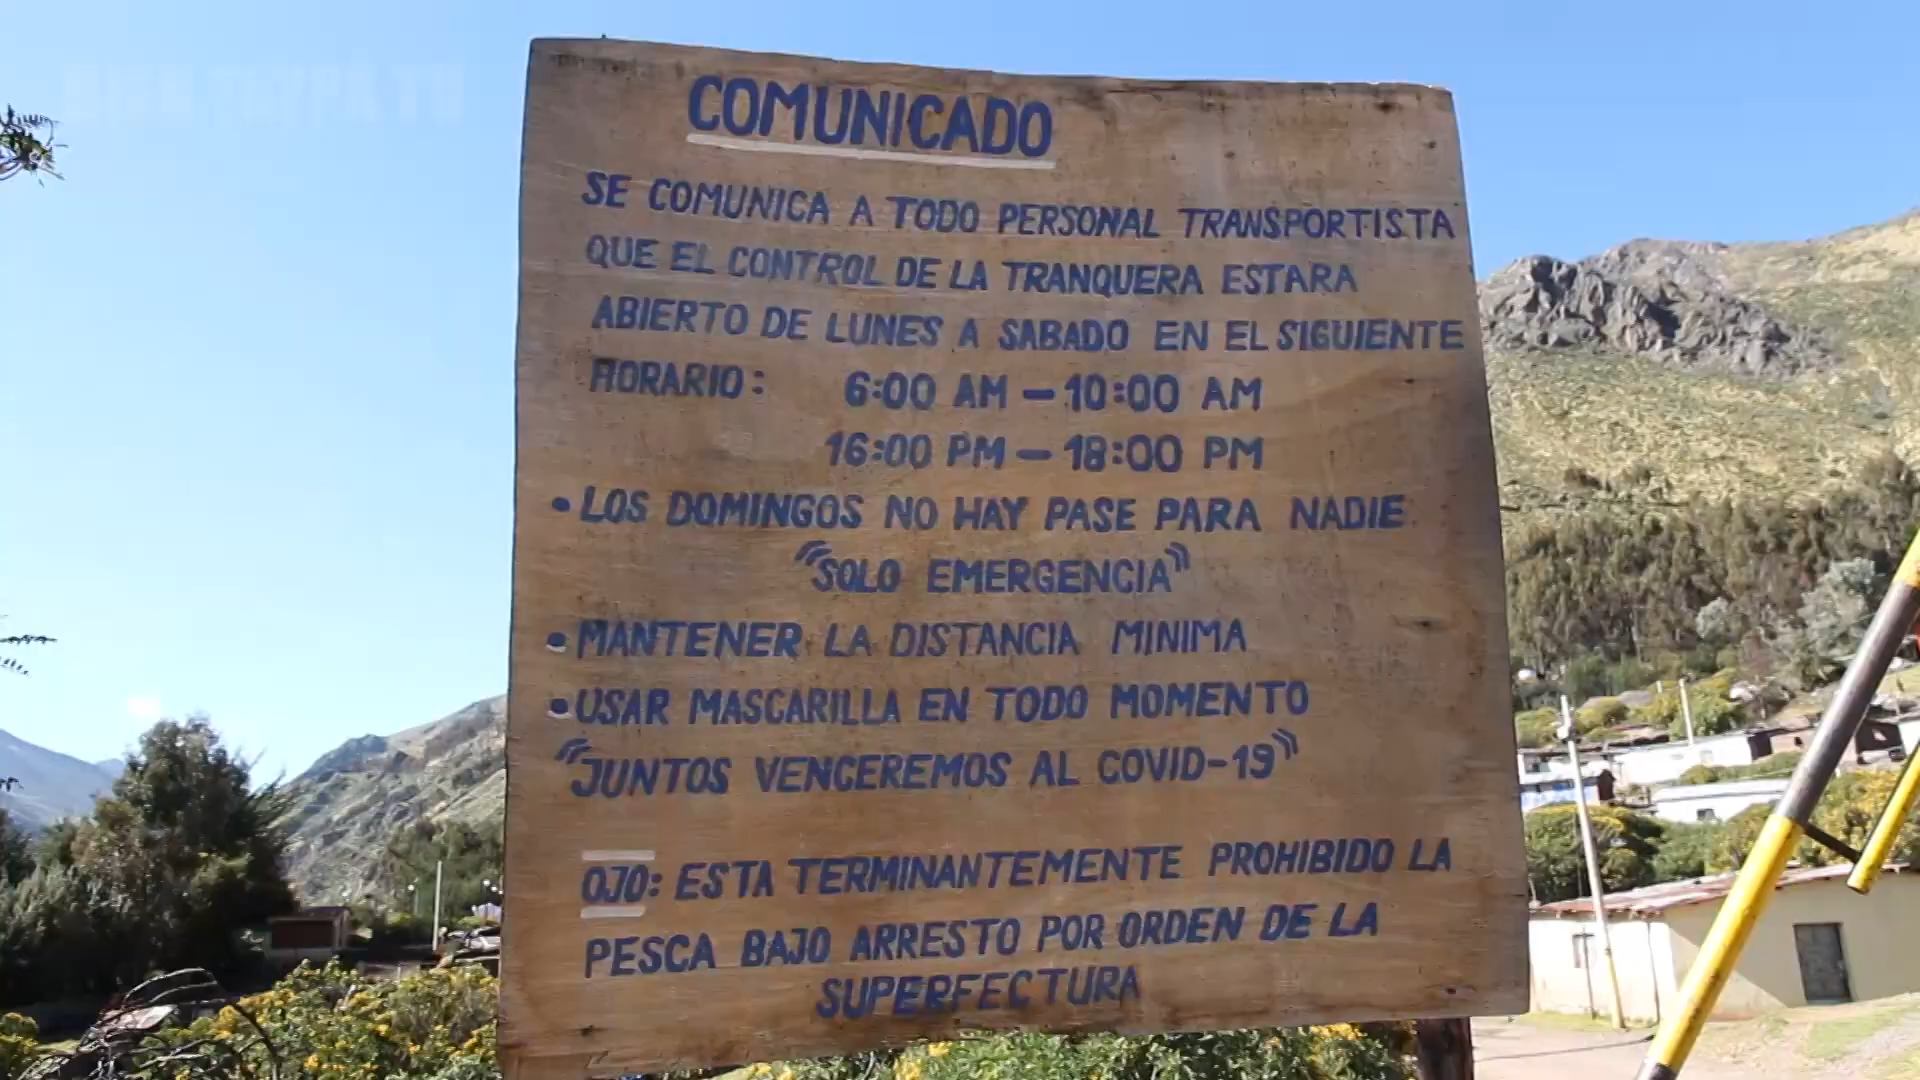 COMUNICADO
SE COMUNICA A TODO PERSONAL TRANSPORTISTA
QUE EL CONTROL DE LA TRANQUERA ESTARA
ABIERTO DE LUNES A SABADO EN EL SIGUIENTE
HORARIO: 6:00 AM – 10:00 AM
16:00 PM – 18:00 PM
• LOS DOMINGOS NO HAY PASE PARA NADIE
"SOLO EMERGENCIA"
• MANTENER LA DISTANCIA MINIMA
• USAR MASCARILLA EN TODO MOMENTO
"JUNTOS VENCEREMOS AL COVID-19"
OJO: ESTA TERMINANTEMENTE PROHIBIDO LA
PESCA BAJO ARRESTO POR ORDEN DE LA
SUPERFECTURA